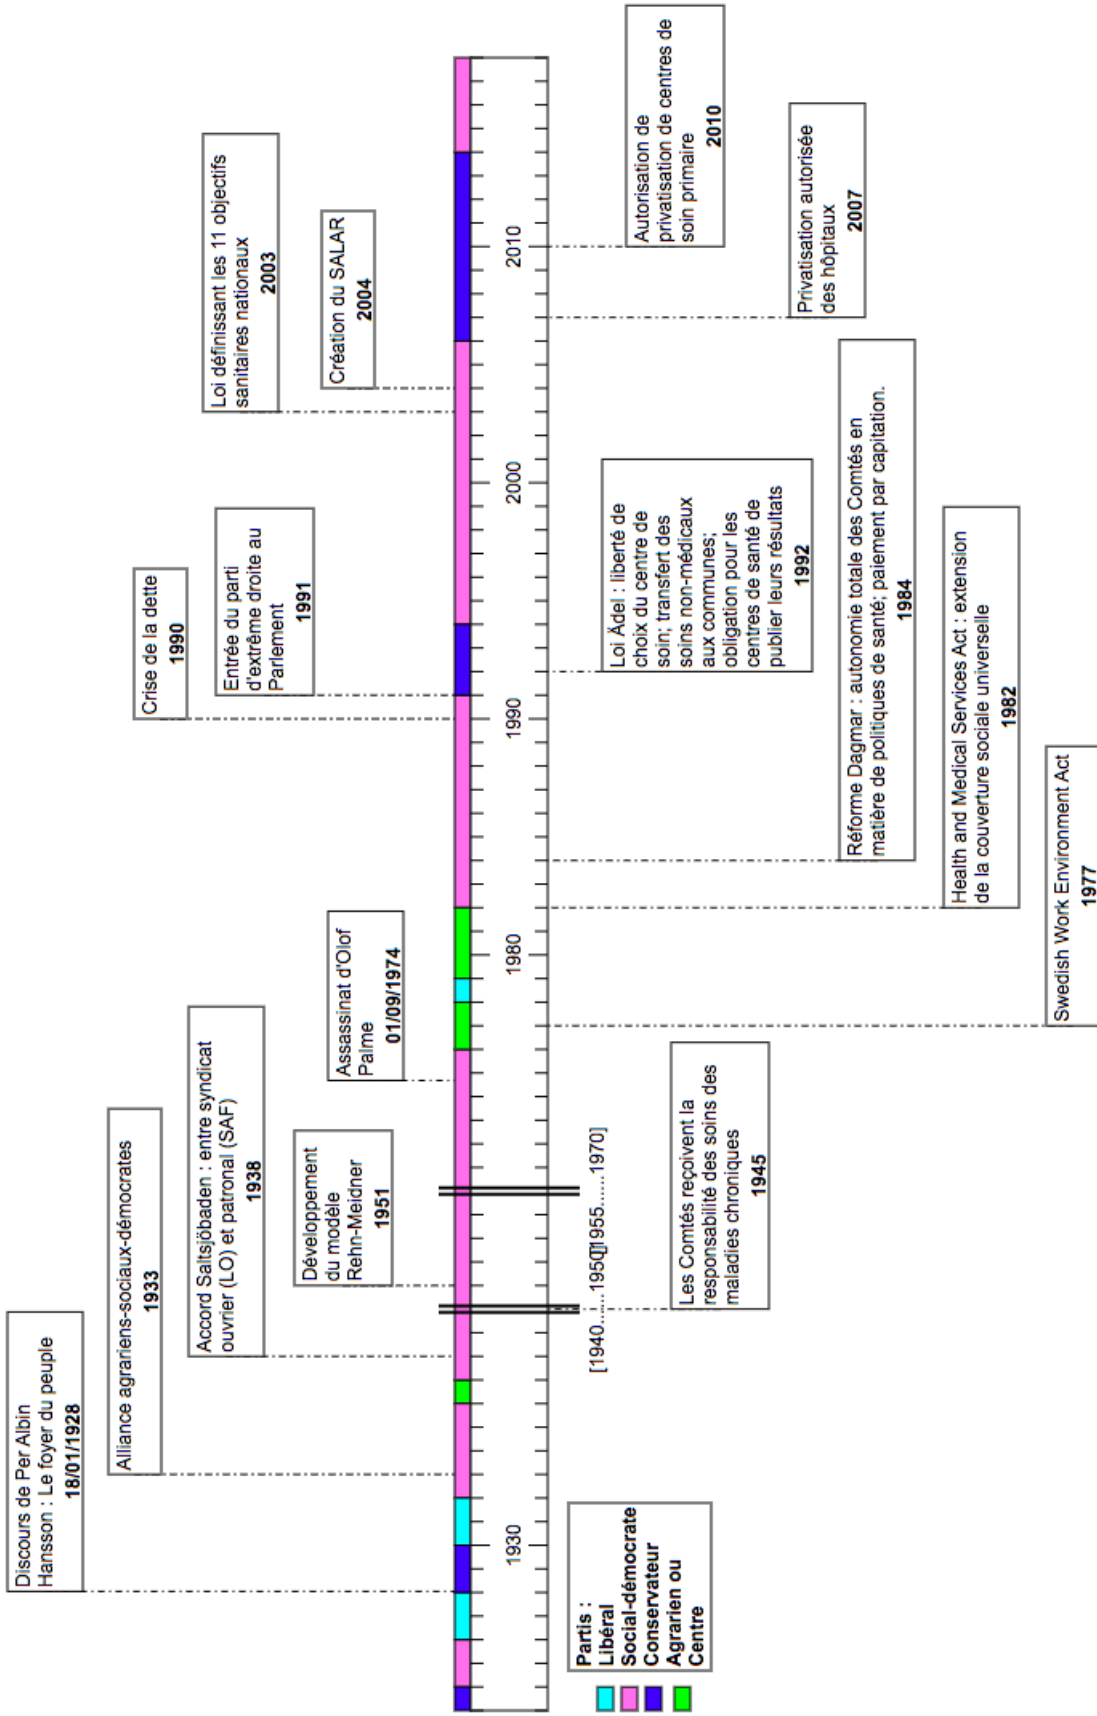 Discours de Per Albin
Hansson : Le foyer du peuple
18/01/1928
Alliance agrariens-sociaux-démocrates
1933
Accord Saltsjöbaden : entre syndicat
ouvrier (LO) et patronal (SAF)
1938
Développement
du modèle
Rehn-Meidner
1951
Assassinat d'Olof
Palme
01/09/1974
Crise de la dette
1990
Entrée du parti
d'extrême droite au
Parlement
1991
Loi définissant les 11 objectifs
sanitaires nationaux
2003
Création du SALAR
2004
1930
1980
1990
2000
2010
[1940...... 1950][1955....... 1970]
Partis :
Libéral
Social-démocrate
Conservateur
Agrarien ou
Centre
Les Comtés reçoivent la
responsabilité des soins des
maladies chroniques
1945
Swedish Work Environment Act
1977
Health and Medical Services Act : extension
de la couverture sociale universelle
1982
Réforme Dagmar : autonomie totale des Comtés en
matière de politiques de santé; paiement par capitation.
1984
Loi Ädel : liberté de
choix du centre de
soin; transfert des
soins non-médicaux
aux communes;
obligation pour les
centres de santé de
publier leurs résultats
1992
Privatisation autorisée
des hôpitaux
2007
Autorisation de
privatisation de centres de
soin primaire
2010